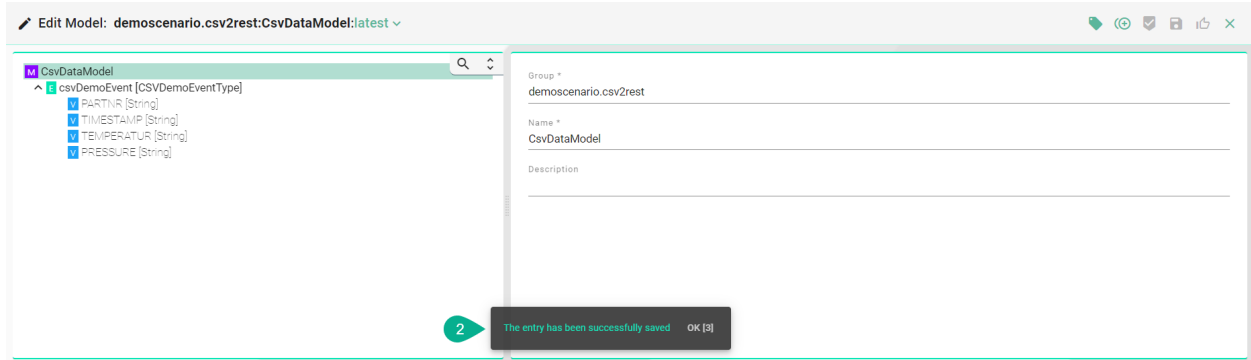 Edit Model: demoscenario.csv2rest:CsvDataModel:latest
M CsvDataModel
E csvDemoEvent [CSVDemoEventType]
V PARTNR [String]
V TIMESTAMP [String]
V TEMPERATUR [String]
V PRESSURE [String]
Group *
demoscenario.csv2rest
Name *
CsvDataModel
Description
2
The entry has been successfully saved OK [3]